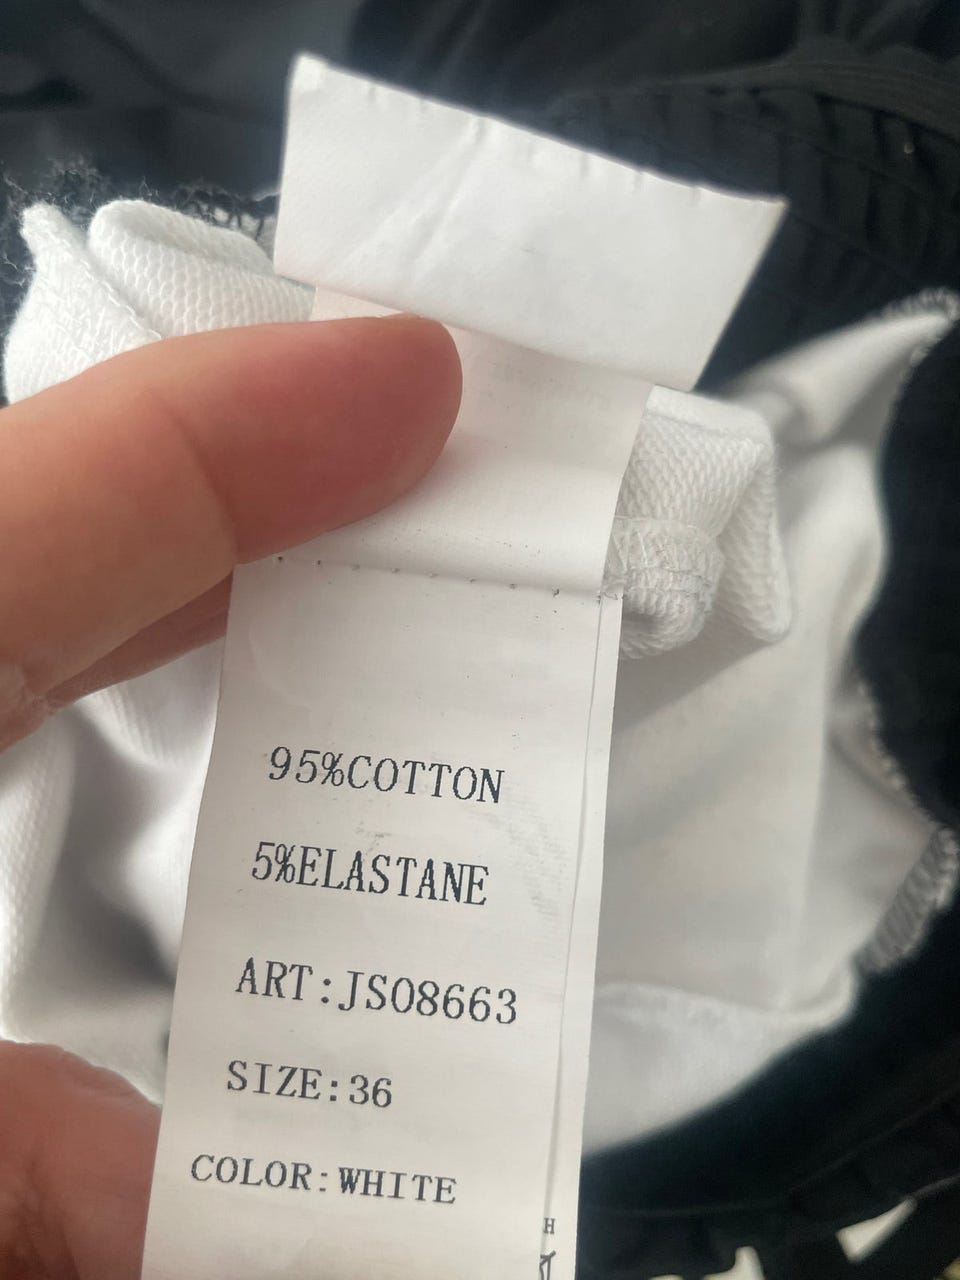 95%COTTON
5%ELASTANE
ART:JS08663
SIZE:36
COLOR:WHITE
H